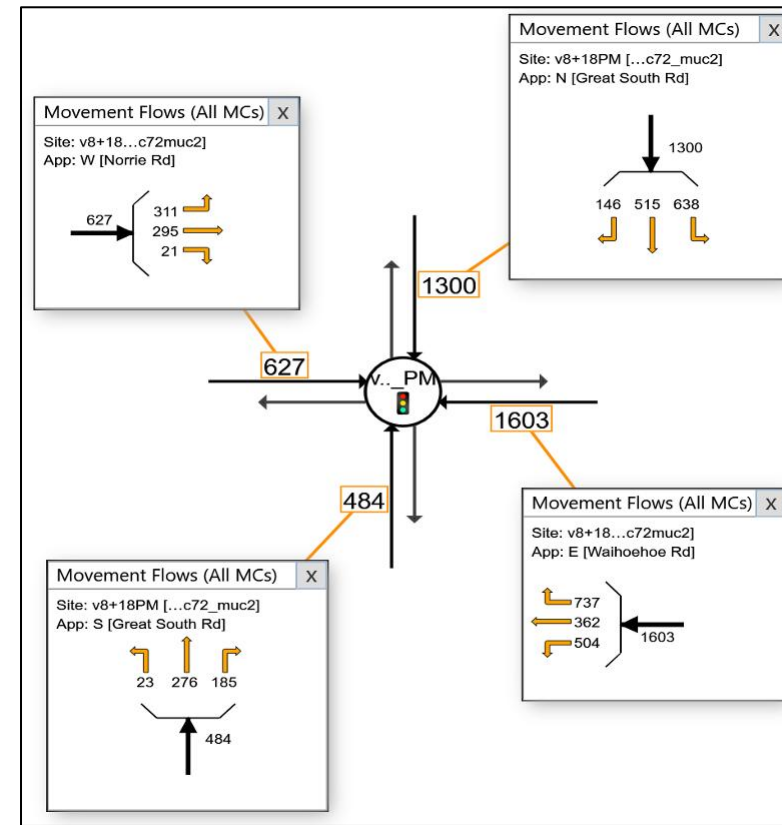 Movement Flows (All MCs) X
Site: v8+18PM [...c72_muc2]
App: N [Great South Rd]
1300
146 515 638
Movement Flows (All MCs) X
Site: v8+18...c72muc2]
App: W [Norrie Rd]
627
311
295
21
1300
627
v.._PM
1603
484
Movement Flows (All MCs) X
Site: v8+18...c72muc2]
App: E [Waihoehoe Rd]
737
362
504
1603
Movement Flows (All MCs) X
Site: v8+18PM [...c72_muc2]
App: S [Great South Rd]
23 276 185
484